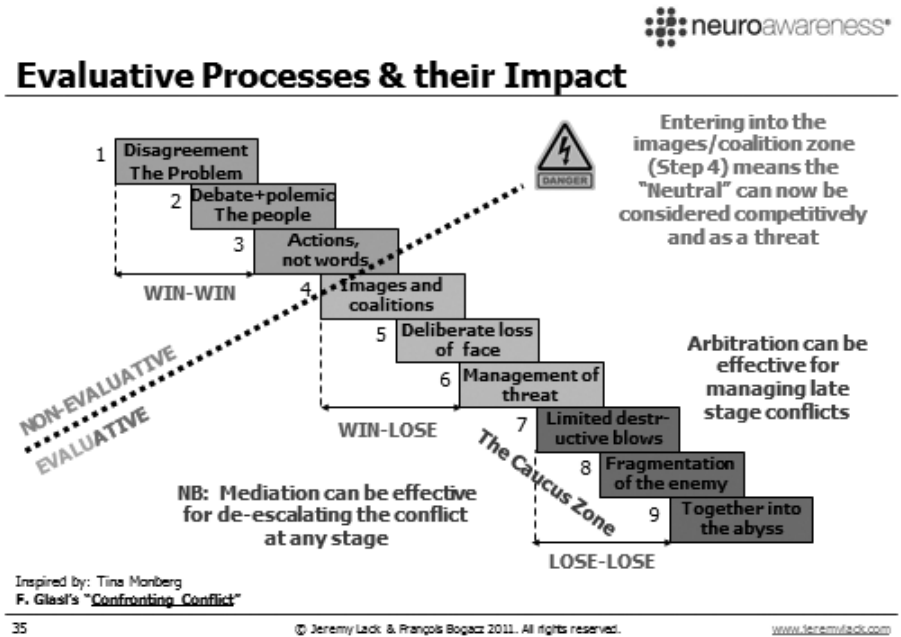 neuroawareness
Evaluative Processes & their Impact
Entering into the
images/coalition zone
(Step 4) means the
“Neutral” can now be
considered competitively
and as a threat
DANGER
1
Disagreement
The Problem
2
Debate+polemic
The people
3
Actions,
not words
WIN-WIN
4
Images and
coalitions
5
Deliberate loss
of face
6
Management of
threat
WIN-LOSE
Arbitration can be
effective for
managing late
stage conflicts
NON-EVALUATIVE
EVALUATIVE
7
Limited destr-
uctive blows
The Caucus Zone
8
Fragmentation
of the enemy
9
Together into
the abyss
LOSE-LOSE
NB: Mediation can be effective
for de-escalating the conflict
at any stage
Inspired by: Tina Monberg
F. Glasl's “Confronting Conflict”
35
© Jeremy Lack & François Bogacz 2011. All rights reserved.
www.jeremylack.com